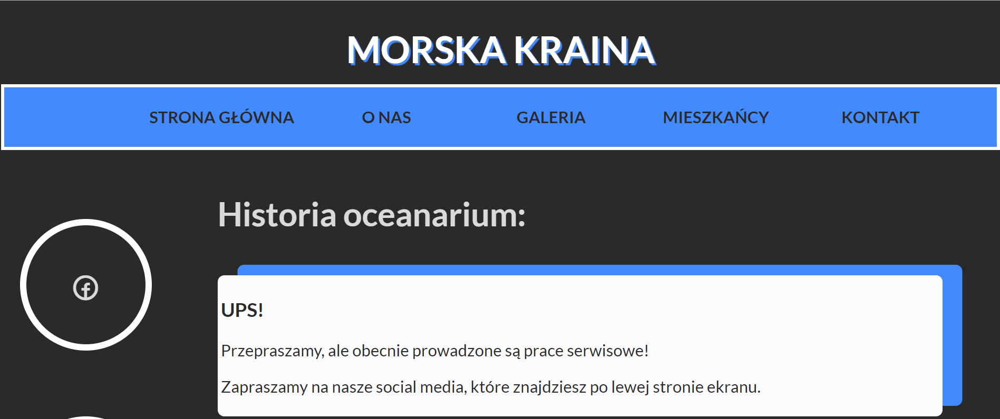 MORSKA KRAINA
STRONA GŁÓWNA O NAS GALERIA MIESZKAŃCY KONTAKT
Historia oceanarium:
UPS!
Przepraszamy, ale obecnie prowadzone są prace serwisowe!
Zapraszamy na nasze social media, które znajdziesz po lewej stronie ekranu.